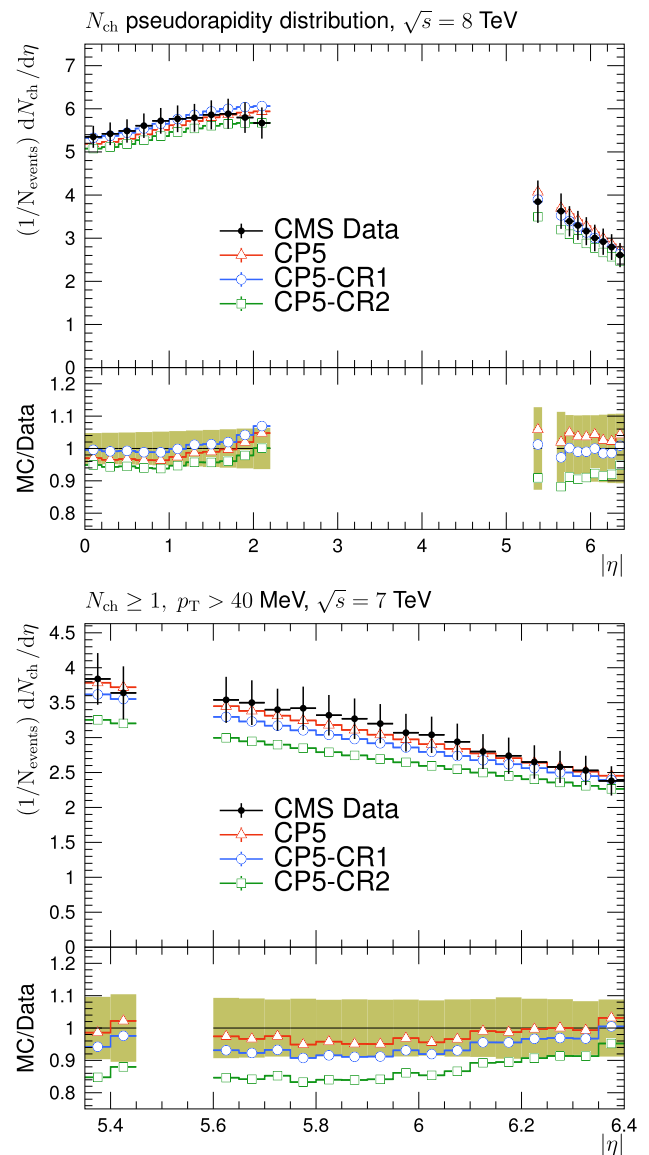 N_ch pseudorapidity distribution, √s = 8 TeV
(1/N_events) dN_ch/dη
7
6
5
4
3
2
1
0
CMS Data
CP5
CP5-CR1
CP5-CR2
MC/Data
1.2
1.1
1
0.9
0.8
0 1 2 3 4 5 6
|η|
N_ch ≥ 1, p_T > 40 MeV, √s = 7 TeV
(1/N_events) dN_ch/dη
4.5
4
3.5
3
2.5
2
1.5
1
0.5
0
CMS Data
CP5
CP5-CR1
CP5-CR2
MC/Data
1.2
1.1
1
0.9
0.8
5.4 5.6 5.8 6 6.2 6.4
|η|